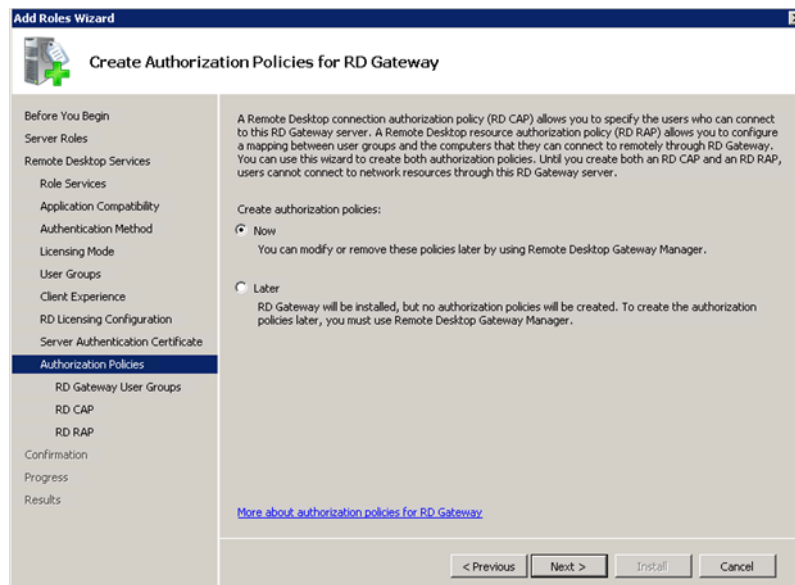 Add Roles Wizard
Create Authorization Policies for RD Gateway
Before You Begin
Server Roles
Remote Desktop Services
Role Services
Application Compatibility
Authentication Method
Licensing Mode
User Groups
Client Experience
RD Licensing Configuration
Server Authentication Certificate
Authorization Policies
RD Gateway User Groups
RD CAP
RD RAP
Confirmation
Progress
Results
A Remote Desktop connection authorization policy (RD CAP) allows you to specify the users who can connect
to this RD Gateway server. A Remote Desktop resource authorization policy (RD RAP) allows you to configure
a mapping between user groups and the computers that they can connect to remotely through RD Gateway.
You can use this wizard to create both authorization policies. Until you create both an RD CAP and an RD RAP,
users cannot connect to network resources through this RD Gateway server.
Create authorization policies:
Now
You can modify or remove these policies later by using Remote Desktop Gateway Manager.
Later
RD Gateway will be installed, but no authorization policies will be created. To create the authorization
policies later, you must use Remote Desktop Gateway Manager.
More about authorization policies for RD Gateway
< Previous
Next >
Install
Cancel